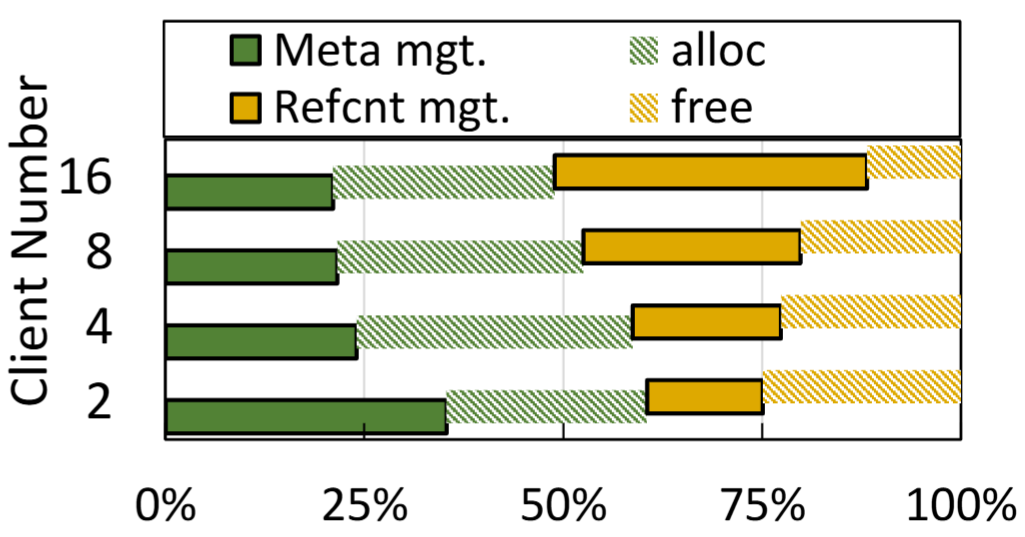 Meta mgt. alloc
Refcnt mgt. free
Client Number
16
8
4
2
0% 25% 50% 75% 100%